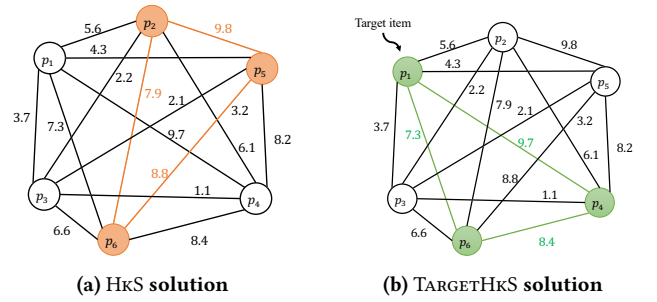 p2
5.6
9.8
p1
4.3
p5
2.2
7.9
2.1
3.2
3.7
7.3
9.7
8.2
6.1
8.8
p3
1.1
p4
6.6
p6
8.4
(a) HkS solution
Target item
p2
5.6
9.8
p1
4.3
p5
2.2
7.9
2.1
3.2
3.7
7.3
9.7
8.2
6.1
8.8
p3
1.1
p4
6.6
p6
8.4
(b) TARGETHkS solution